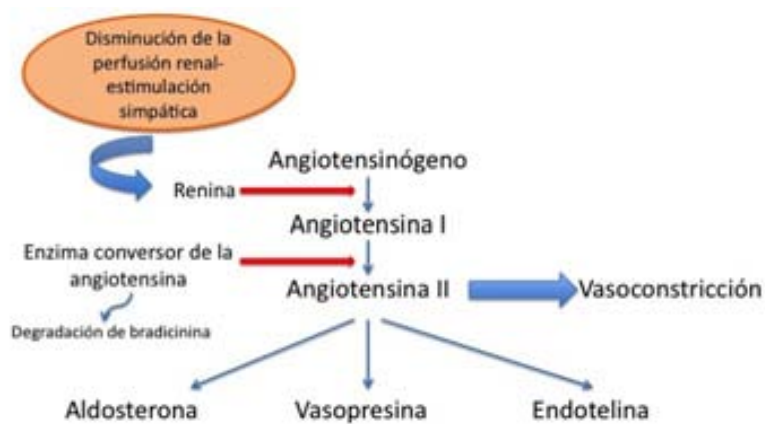 Disminución de la
perfusión renal-
estimulación
simpática
Angiotensinógeno
Renina
Angiotensina I
Enzima conversor de la
angiotensina
Angiotensina II
Vasoconstricción
Degradación de bradicinina
Aldosterona
Vasopresina
Endotelina